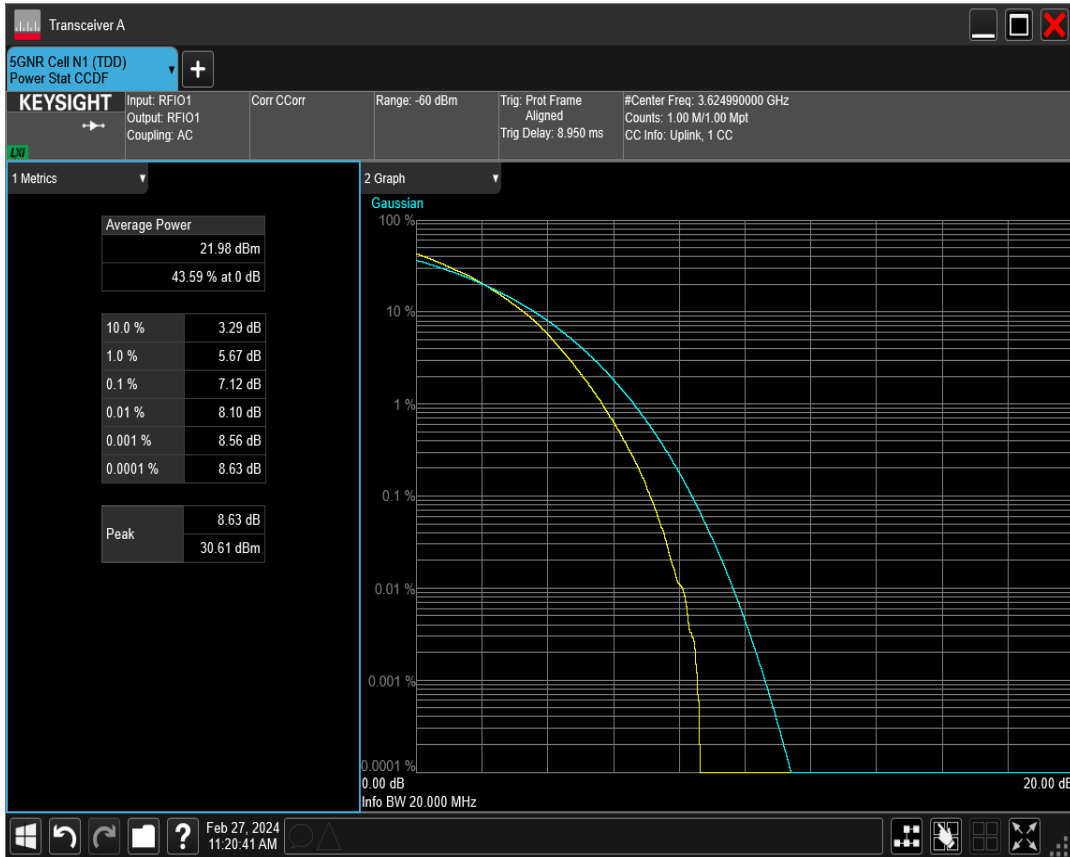 Transceiver A
5GNR Cell N1 (TDD)
Power Stat CCDF
+
KEYSIGHT
LXI
Input: RFIO1
Output: RFIO1
Coupling: AC
Corr CCorr
Range: -60 dBm
Trig: Prot Frame
Aligned
Trig Delay: 8.950 ms
#Center Freq: 3.624990000 GHz
Counts: 1.00 M/1.00 Mpt
CC Info: Uplink, 1 CC
1 Metrics
Average Power
21.98 dBm
43.59 % at 0 dB
10.0 % 3.29 dB
1.0 % 5.67 dB
0.1 % 7.12 dB
0.01 % 8.10 dB
0.001 % 8.56 dB
0.0001 % 8.63 dB
Peak
8.63 dB
30.61 dBm
2 Graph
Gaussian
100 %
10 %
1 %
0.1 %
0.01 %
0.001 %
0.0001 %
0.00 dB 20.00 dB
Info BW 20.000 MHz
?
Feb 27, 2024
11:20:41 AM